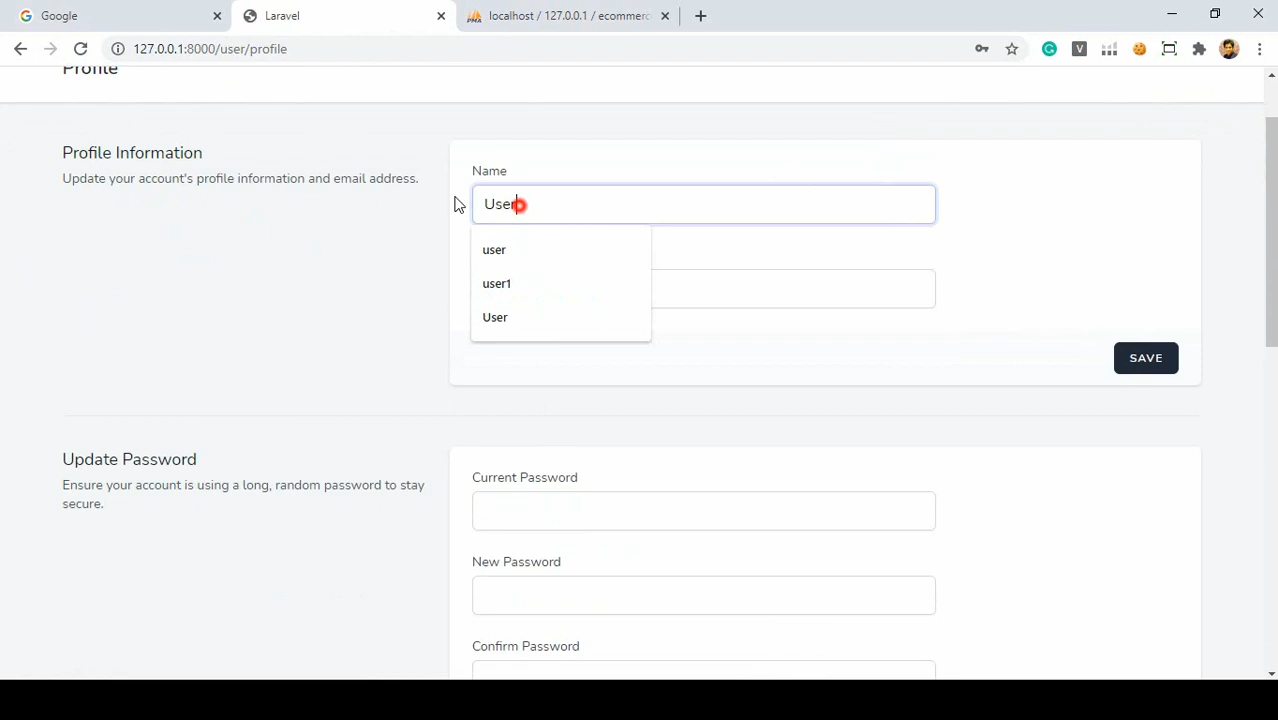 Google
Laravel
localhost / 127.0.0.1 / ecommerc
127.0.0.1:8000/user/profile
Profile
Profile Information
Update your account's profile information and email address.
Name
User
user
user1
User
SAVE
Update Password
Ensure your account is using a long, random password to stay
secure.
Current Password
New Password
Confirm Password